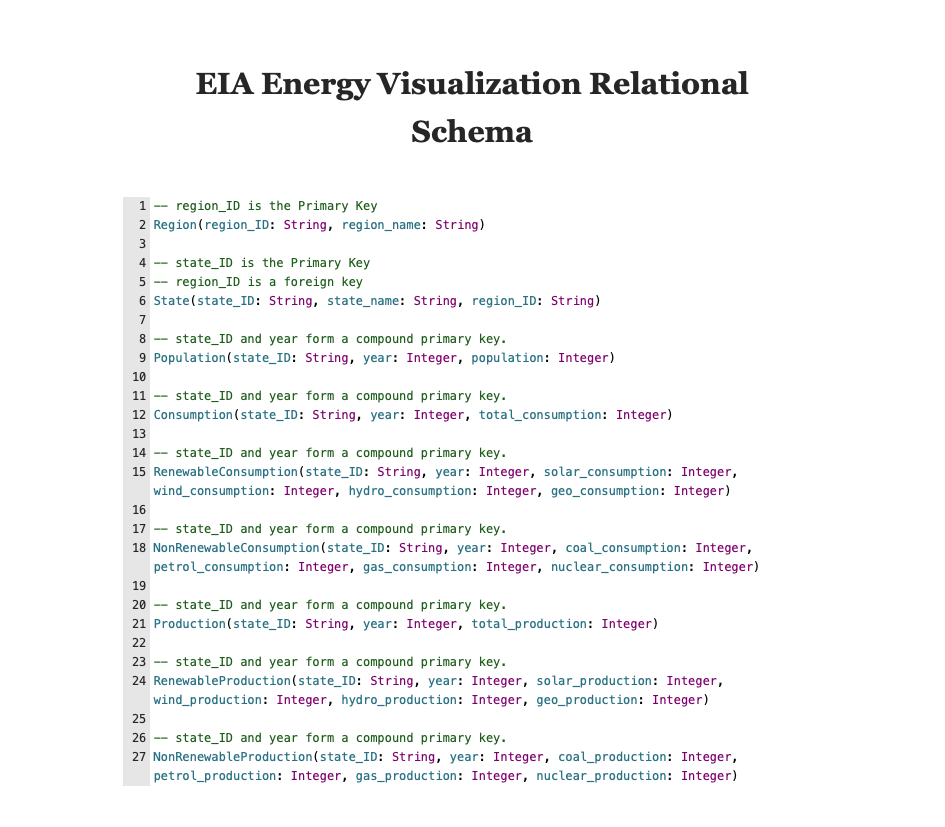 EIA Energy Visualization Relational
Schema
1 -- region_ID is the Primary Key
2 Region(region_ID: String, region_name: String)
3
4 -- state_ID is the Primary Key
5 -- region_ID is a foreign key
6 State(state_ID: String, state_name: String, region_ID: String)
7
8 -- state_ID and year form a compound primary key.
9 Population(state_ID: String, year: Integer, population: Integer)
10
11 -- state_ID and year form a compound primary key.
12 Consumption(state_ID: String, year: Integer, total_consumption: Integer)
13
14 -- state_ID and year form a compound primary key.
15 RenewableConsumption(state_ID: String, year: Integer, solar_consumption: Integer,
wind_consumption: Integer, hydro_consumption: Integer, geo_consumption: Integer)
16
17 -- state_ID and year form a compound primary key.
18 NonRenewableConsumption(state_ID: String, year: Integer, coal_consumption: Integer,
petrol_consumption: Integer, gas_consumption: Integer, nuclear_consumption: Integer)
19
20 -- state_ID and year form a compound primary key.
21 Production(state_ID: String, year: Integer, total_production: Integer)
22
23 -- state_ID and year form a compound primary key.
24 RenewableProduction(state_ID: String, year: Integer, solar_production: Integer,
wind_production: Integer, hydro_production: Integer, geo_production: Integer)
25
26 -- state_ID and year form a compound primary key.
27 NonRenewableProduction(state_ID: String, year: Integer, coal_production: Integer,
petrol_production: Integer, gas_production: Integer, nuclear_production: Integer)